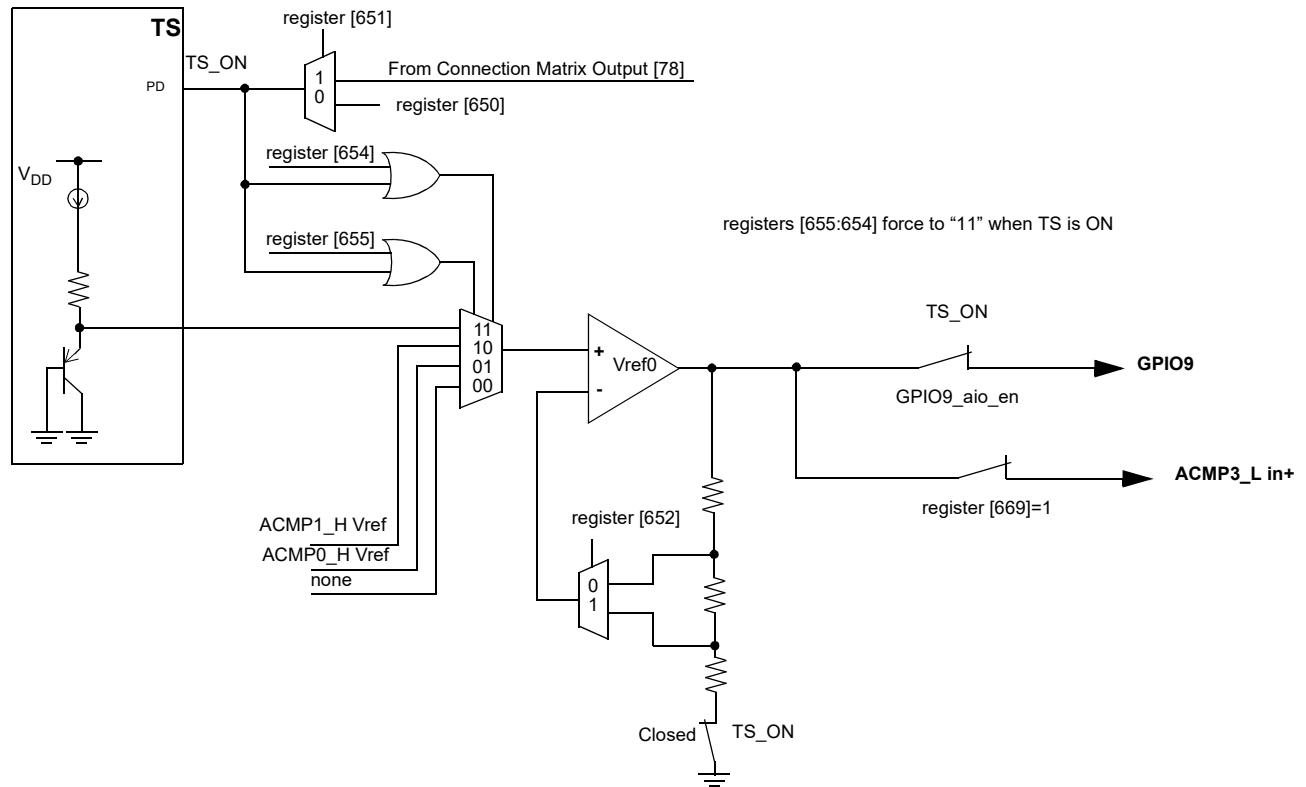 TS
register [651]
TS_ON
From Connection Matrix Output [78]
PD
1
0
register [650]
register [654]
VDD
registers [655:654] force to “11” when TS is ON
register [655]
TS_ON
11
10
01
00
+
Vref0
-
GPIO9
GPIO9_aio_en
ACMP3_L in+
register [669]=1
ACMP1_H Vref
ACMP0_H Vref
none
register [652]
0
1
Closed
TS_ON